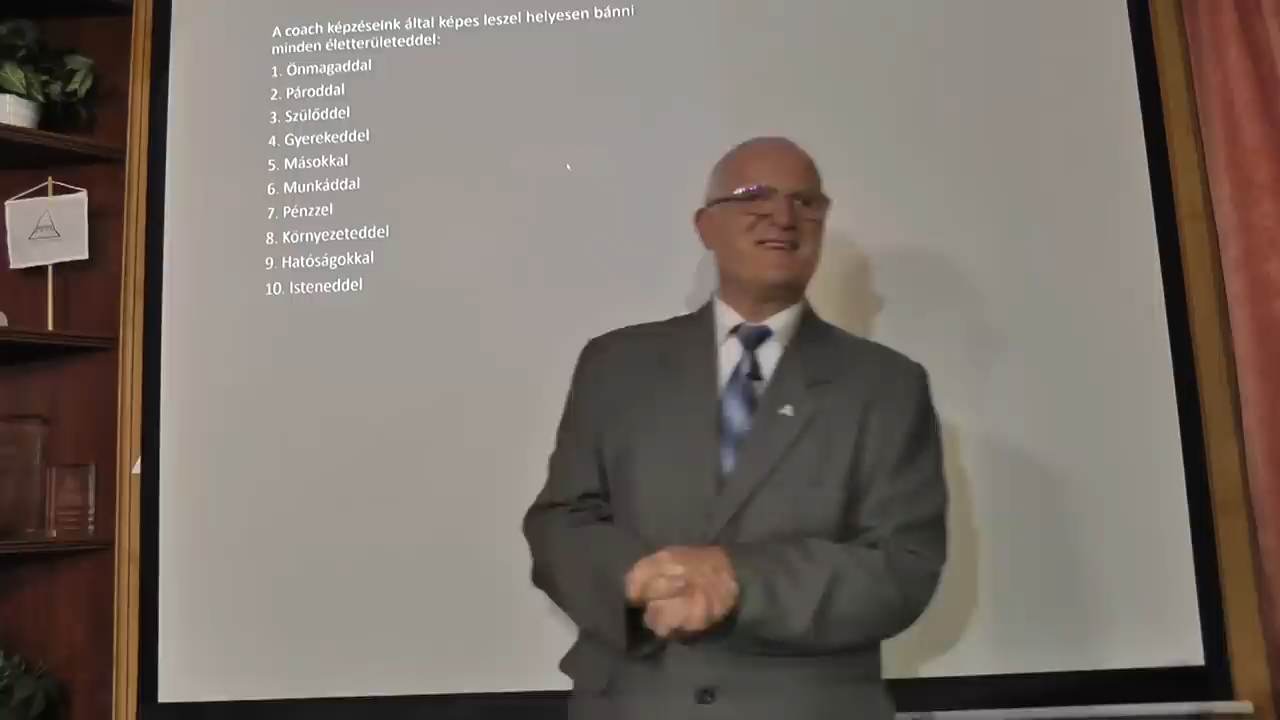 A coach képzéseink által képes leszel helyesen bánni
minden életterületeddel:
1. Önmagaddal
2. Pároddal
3. Szülőddel
4. Gyerekeddel
5. Másokkal
6. Munkáddal
7. Pénzzel
8. Környezeteddel
9. Hatóságokkal
10. Isteneddel